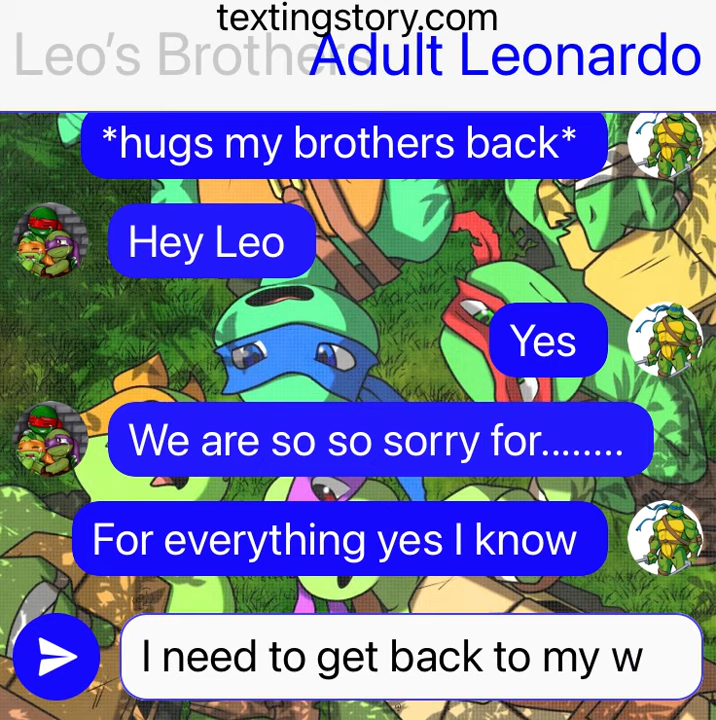 textingstory.com
Leo's Brothers
Adult Leonardo
*hugs my brothers back*
Hey Leo
Yes
We are so so sorry for........
For everything yes I know
I need to get back to my w